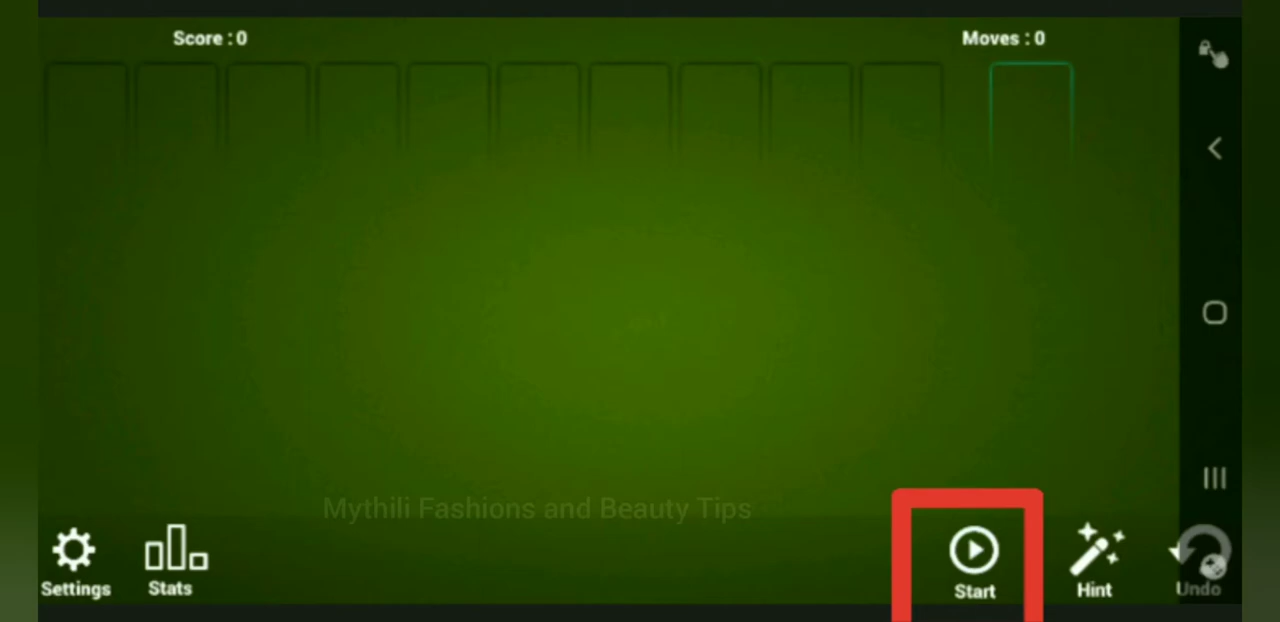 Score : 0
Moves : 0
Mythili Fashions and Beauty Tips
Settings
Stats
Start
Hint
Undo